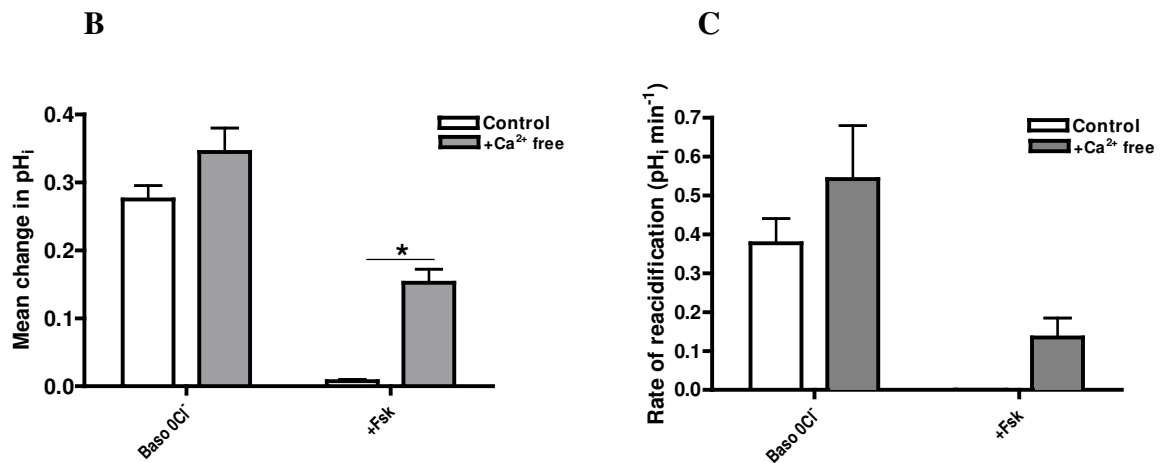 B
Mean change in pHi
0.4
0.3
0.2
0.1
0.0
Control
+Ca²⁺ free
*
Baso 0Cl⁻
+Fsk
C
Rate of reacidification (pHi min⁻¹)
0.7
0.6
0.5
0.4
0.3
0.2
0.1
0.0
Control
+Ca²⁺ free
Baso 0Cl⁻
+Fsk